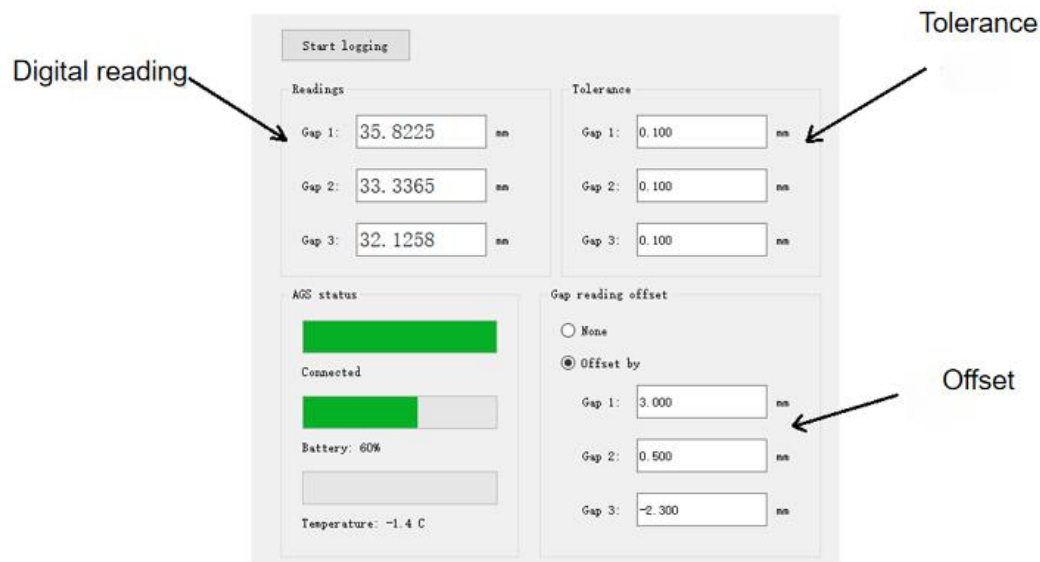 Tolerance
Digital reading
Start logging
Readings
Gap 1: 35.8225 mm
Gap 2: 33.3365 mm
Gap 3: 32.1258 mm
Tolerance
Gap 1: 0.100 mm
Gap 2: 0.100 mm
Gap 3: 0.100 mm
AGS status
Connected
Battery: 60%
Temperature: -1.4 C
Gap reading offset
None
Offset by
Gap 1: 3.000 mm
Gap 2: 0.500 mm
Gap 3: -2.300 mm
Offset